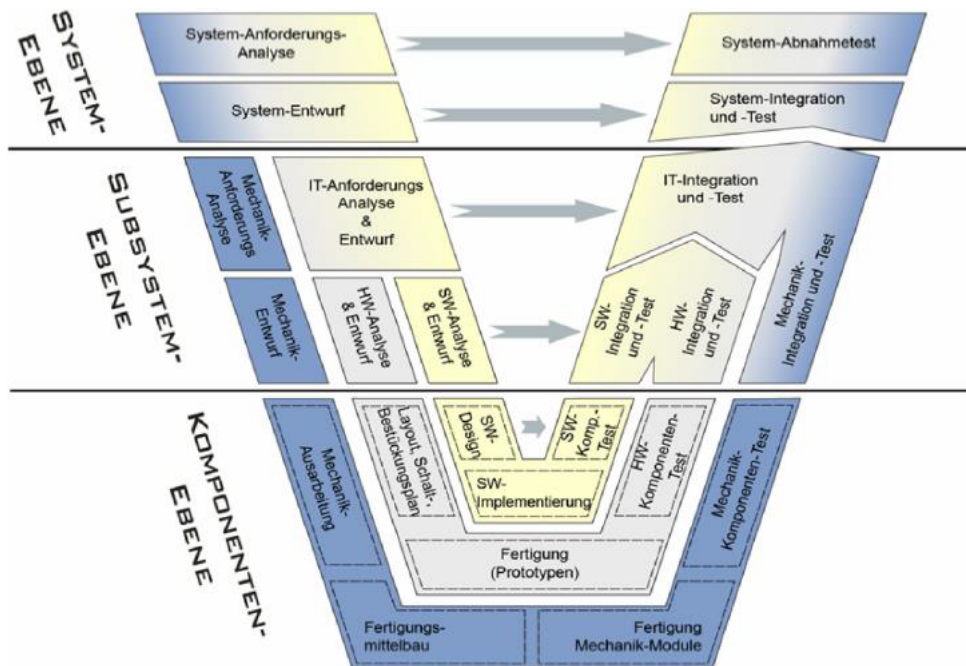 SYSTEM-
EBENE
System-Anforderungs-
Analyse
System-Abnahmetest
System-Entwurf
System-Integration
und -Test
SUBSYSTEM-
EBENE
Mechanik-
Anforderungs
Analyse
IT-Anforderungs
Analyse
&
Entwurf
IT-Integration
und -Test
Mechanik-
Entwurf
HW-Analyse
& Entwurf
SW-Analyse
& Entwurf
SW-
Integration
und -Test
HW-
Integration
und -Test
Mechanik-
Integration und -Test
KOMPONENTEN-
EBENE
Mechanik-
Ausarbeitung
Layout, Schalt-,
Bestückungsplan
SW-
Design
SW-
Komp.-
Test
HW-
Komponenten-
Test
Mechanik-
Komponenten-Test
SW-
Implementierung
Fertigung
(Prototypen)
Fertigungs-
mittelbau
Fertigung
Mechanik-Module